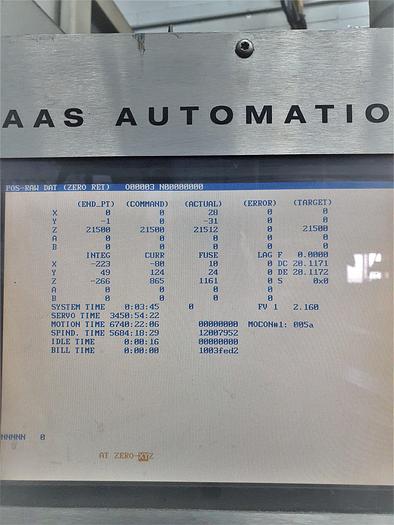 AAS AUTOMATIO
POS-RAW DAT (ZERO RET) O00003 N00000000
(END_PT) (COMMAND) (ACTUAL) (ERROR) (TARGET)
X 0 0 28 0 0
Y -1 0 -31 0 0
Z 21500 21500 21512 0 21500
A 0 0 0 0 0
B 0 0 0 0 0
INTEG CURR FUSE LAG F 0.0000
X -223 -80 10 0 DC 28.1171
Y 49 124 24 0 DE 28.1172
Z -266 865 1161 0 S 0x0
A 0 0 0 0
B 0 0 0 0
SYSTEM TIME 0:03:45 0 FV 1 2.160
SERVO TIME 3450:54:22
MOTION TIME 6740:22:06 00000000 MOCON#1: 005a
SPIND. TIME 5684:18:29 12007952
IDLE TIME 0:00:16 00000000
BILL TIME 0:00:00 1003fed2
NNNNN 0
AT ZERO-XYZ